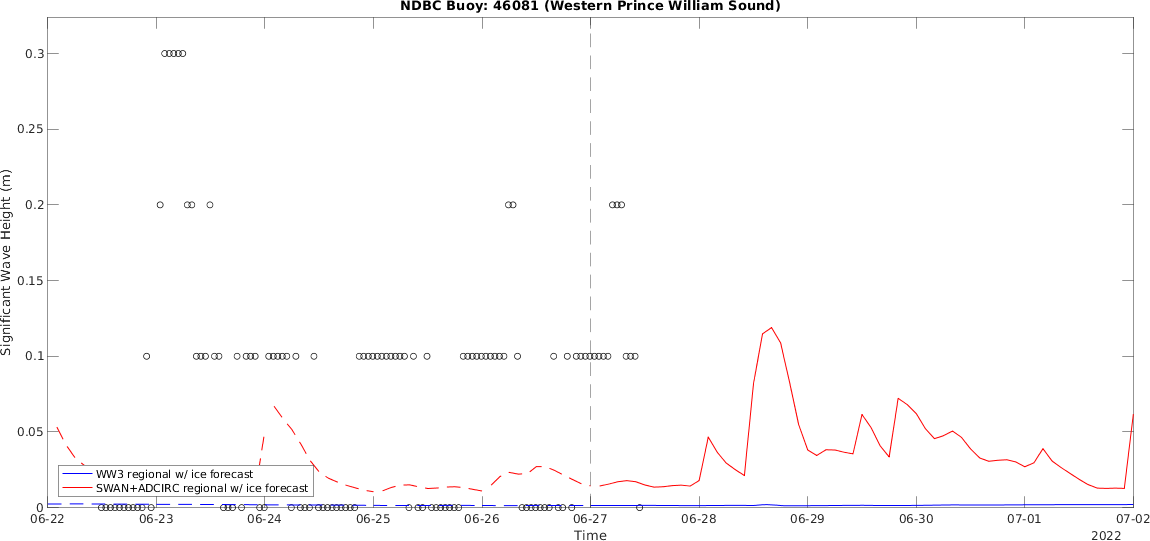 NDBC Buoy: 46081 (Western Prince William Sound)
Significant Wave Height (m)
0.3
0.25
0.2
0.15
0.1
0.05
0
WW3 regional w/ ice forecast
SWAN+ADCIRC regional w/ ice forecast
06-22 06-23 06-24 06-25 06-26 06-27 06-28 06-29 06-30 07-01 07-02
Time
2022